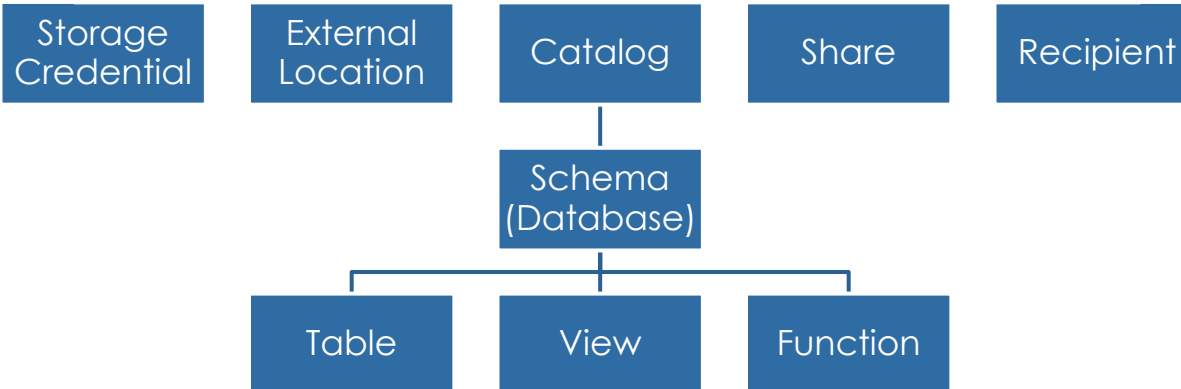 Storage
Credential
External
Location
Catalog
Share
Recipient
Schema
(Database)
Table
View
Function